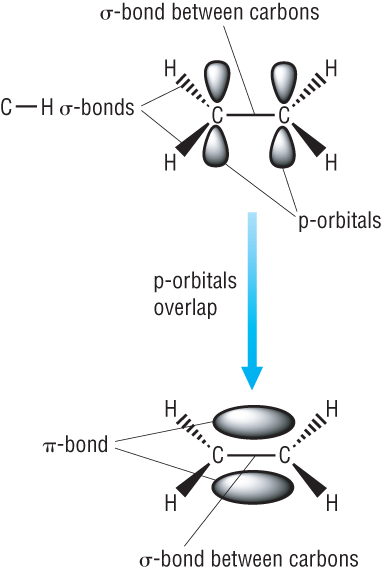 σ-bond between carbons
H H
C—H σ-bonds
C C
H H
p-orbitals
p-orbitals
overlap
H H
π-bond
C C
H H
σ-bond between carbons